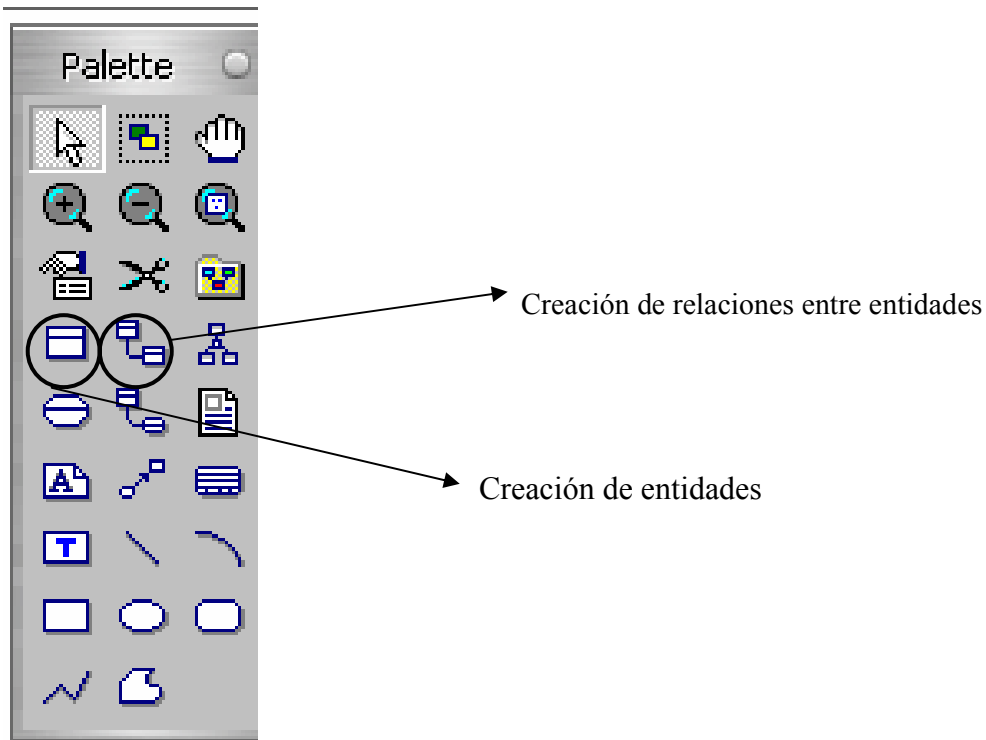 Palette
Creación de relaciones entre entidades
A
Creación de entidades
T